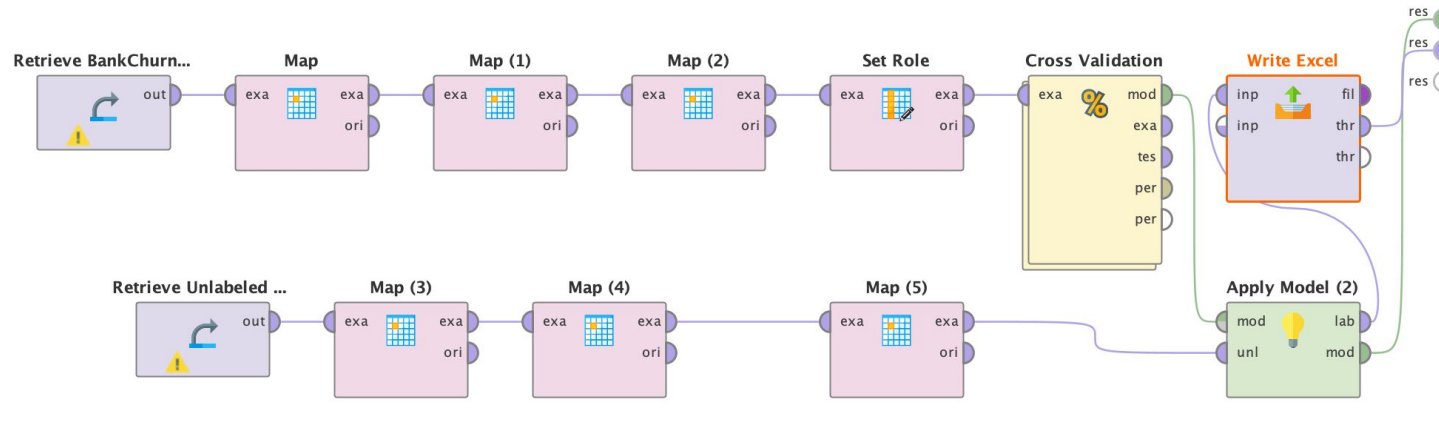 res
res
res
Retrieve BankChurn...
out
Map
exa exa
ori
Map (1)
exa exa
ori
Map (2)
exa exa
ori
Set Role
exa exa
ori
Cross Validation
exa mod
exa
tes
per
per
%
Write Excel
inp fil
inp thr
thr
Retrieve Unlabeled ...
out
Map (3)
exa exa
ori
Map (4)
exa exa
ori
Map (5)
exa exa
ori
Apply Model (2)
mod lab
unl mod